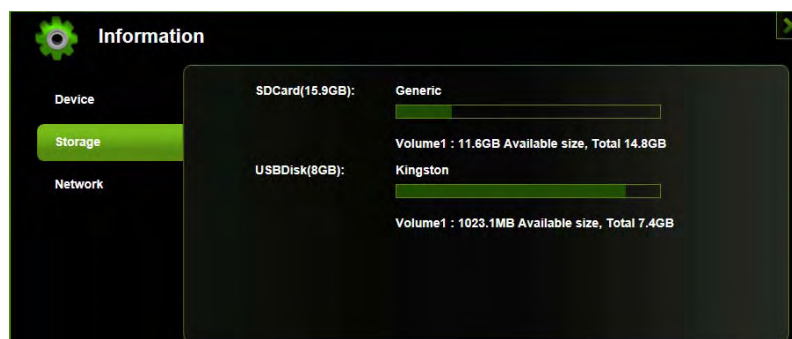 Information
Device
Storage
Network
SDCard(15.9GB): Generic
Volume1 : 11.6GB Available size, Total 14.8GB
USBDisk(8GB): Kingston
Volume1 : 1023.1MB Available size, Total 7.4GB